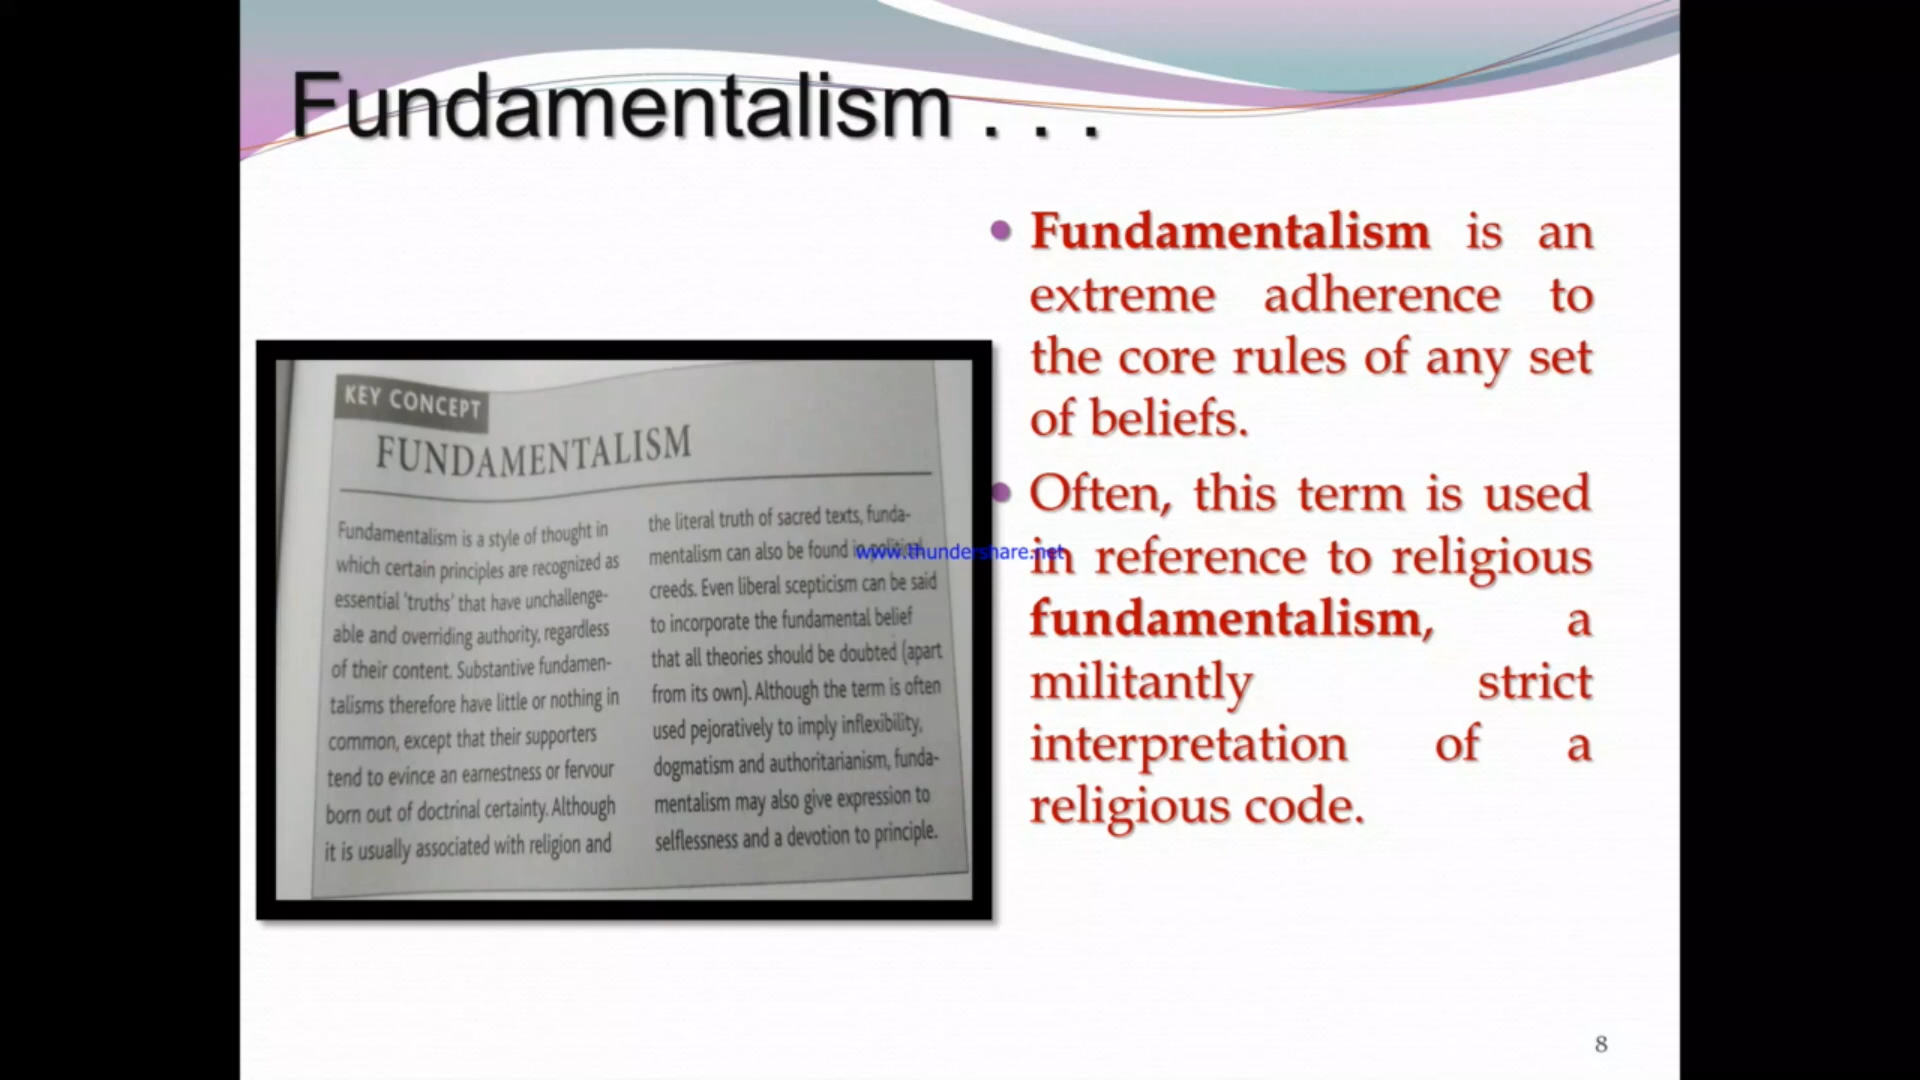 Fundamentalism . . .
KEY CONCEPT
FUNDAMENTALISM
Fundamentalism is a style of thought in
which certain principles are recognized as
essential 'truths' that have unchallenge-
able and overriding authority, regardless
of their content. Substantive fundamen-
talisms therefore have little or nothing in
common, except that their supporters
tend to evince an earnestness or fervour
born out of doctrinal certainty. Although
it is usually associated with religion and
the literal truth of sacred texts, funda-
mentalism can also be found in political
creeds. Even liberal scepticism can be said
to incorporate the fundamental belief
that all theories should be doubted (apart
from its own). Although the term is often
used pejoratively to imply inflexibility,
dogmatism and authoritarianism, funda-
mentalism may also give expression to
selflessness and a devotion to principle.
www.thundershare.net
• Fundamentalism is an
extreme adherence to
the core rules of any set
of beliefs.
• Often, this term is used
in reference to religious
fundamentalism, a
militantly strict
interpretation of a
religious code.
8